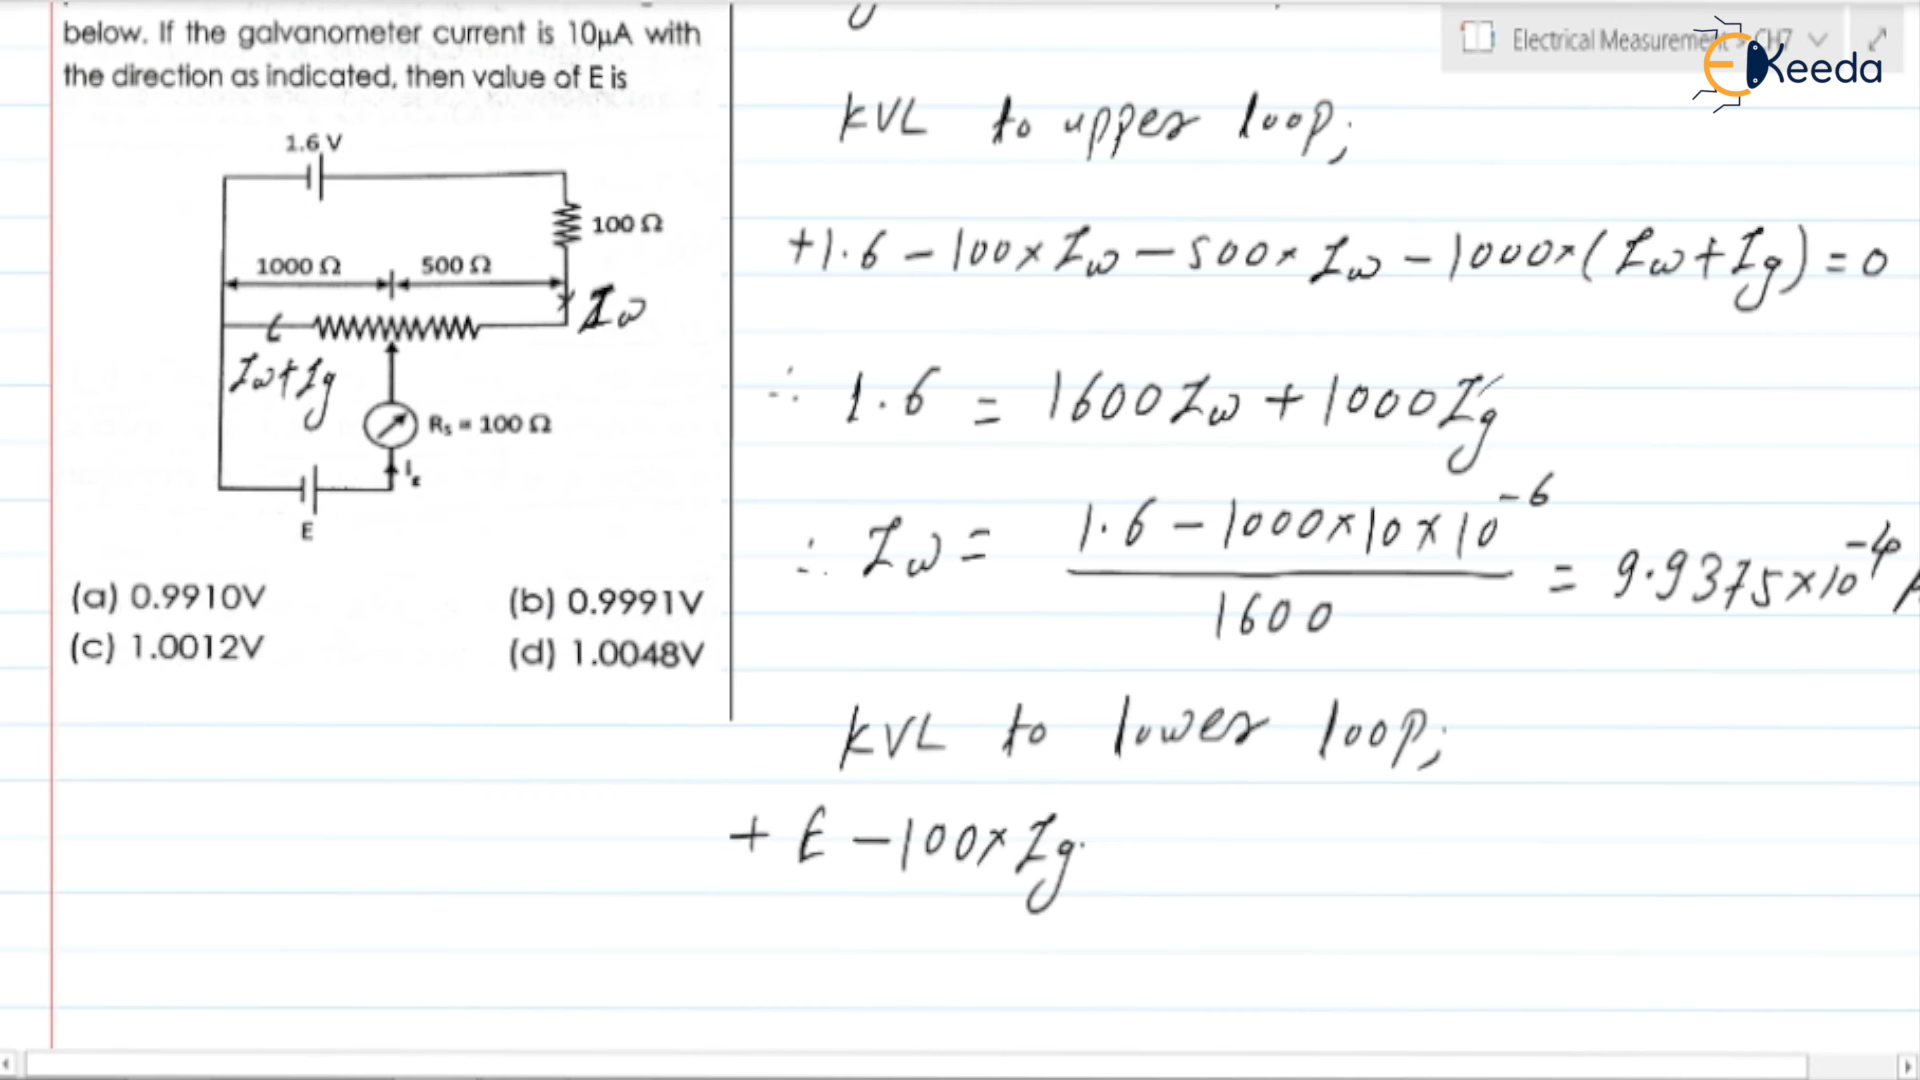 below. If the galvanometer current is 10µA with
the direction as indicated, then value of E is
1.6 V
100 Ω
1000 Ω
500 Ω
Iω
Iω+Ig
R₅ = 100 Ω
E
(a) 0.9910V
(b) 0.9991V
(c) 1.0012V
(d) 1.0048V
Electrical Measurement > CH7
EKeeda
KVL to upper loop;
+1.6 - 100×Iω - 500×Iω - 1000×(Iω+Ig) = 0
∴ 1.6 = 1600Iω + 1000Ig
∴ Iω = 1.6 - 1000×10×10⁻⁶ / 1600 = 9.9375×10⁻⁴ A
KVL to lower loop;
+ E - 100×Ig